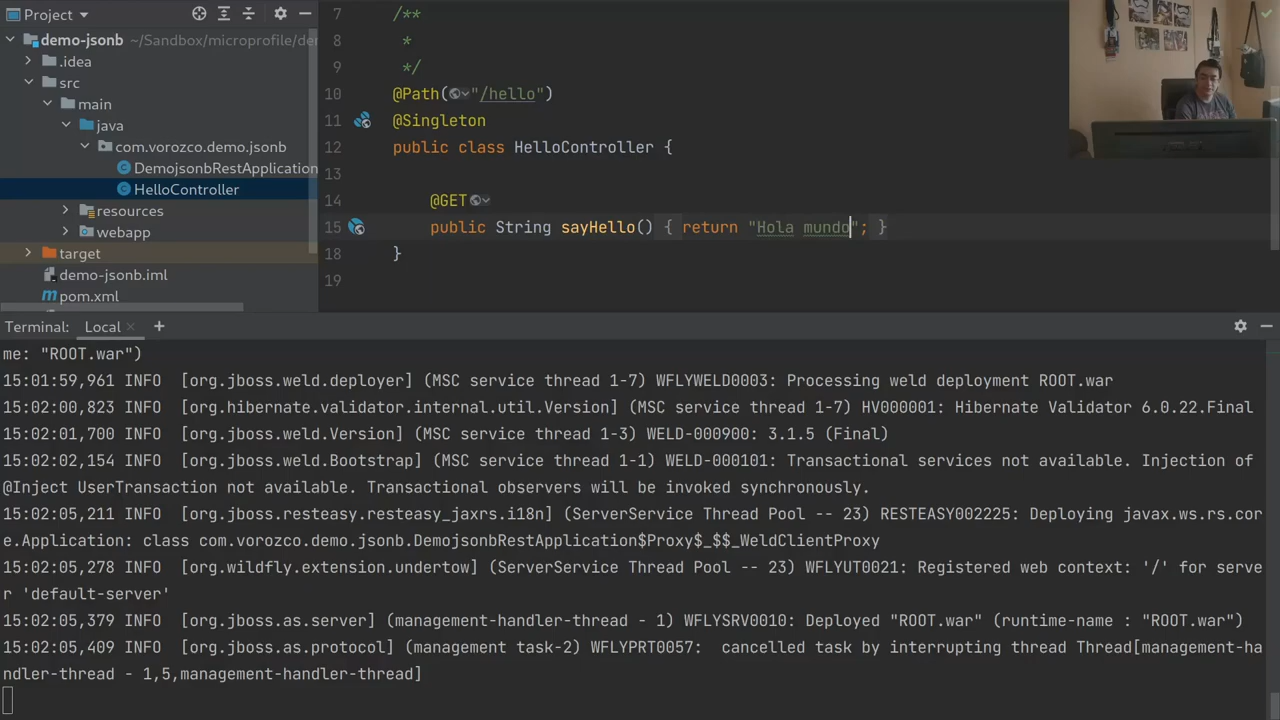 Project
demo-jsonb ~/Sandbox/microprofile/de
.idea
src
main
java
com.vorozco.demo.jsonb
DemojsonbRestApplication
HelloController
resources
webapp
target
demo-jsonb.iml
pom.xml
7 /**
8 *
9 */
10 @Path("/hello")
11 @Singleton
12 public class HelloController {
13
14 @GET
15 public String sayHello() { return "Hola mundo"; }
18 }
19
Terminal: Local × +
me: "ROOT.war")
15:01:59,961 INFO [org.jboss.weld.deployer] (MSC service thread 1-7) WFLYWELD0003: Processing weld deployment ROOT.war
15:02:00,823 INFO [org.hibernate.validator.internal.util.Version] (MSC service thread 1-7) HV000001: Hibernate Validator 6.0.22.Final
15:02:01,700 INFO [org.jboss.weld.Version] (MSC service thread 1-3) WELD-000900: 3.1.5 (Final)
15:02:02,154 INFO [org.jboss.weld.Bootstrap] (MSC service thread 1-1) WELD-000101: Transactional services not available. Injection of
@Inject UserTransaction not available. Transactional observers will be invoked synchronously.
15:02:05,211 INFO [org.jboss.resteasy.resteasy_jaxrs.i18n] (ServerService Thread Pool -- 23) RESTEASY002225: Deploying javax.ws.rs.cor
e.Application: class com.vorozco.demo.jsonb.DemojsonbRestApplication$Proxy$_$$_WeldClientProxy
15:02:05,278 INFO [org.wildfly.extension.undertow] (ServerService Thread Pool -- 23) WFLYUT0021: Registered web context: '/' for serve
r 'default-server'
15:02:05,379 INFO [org.jboss.as.server] (management-handler-thread - 1) WFLYSRV0010: Deployed "ROOT.war" (runtime-name : "ROOT.war")
15:02:05,409 INFO [org.jboss.as.protocol] (management task-2) WFLYPRT0057:  cancelled task by interrupting thread Thread[management-ha
ndler-thread - 1,5,management-handler-thread]